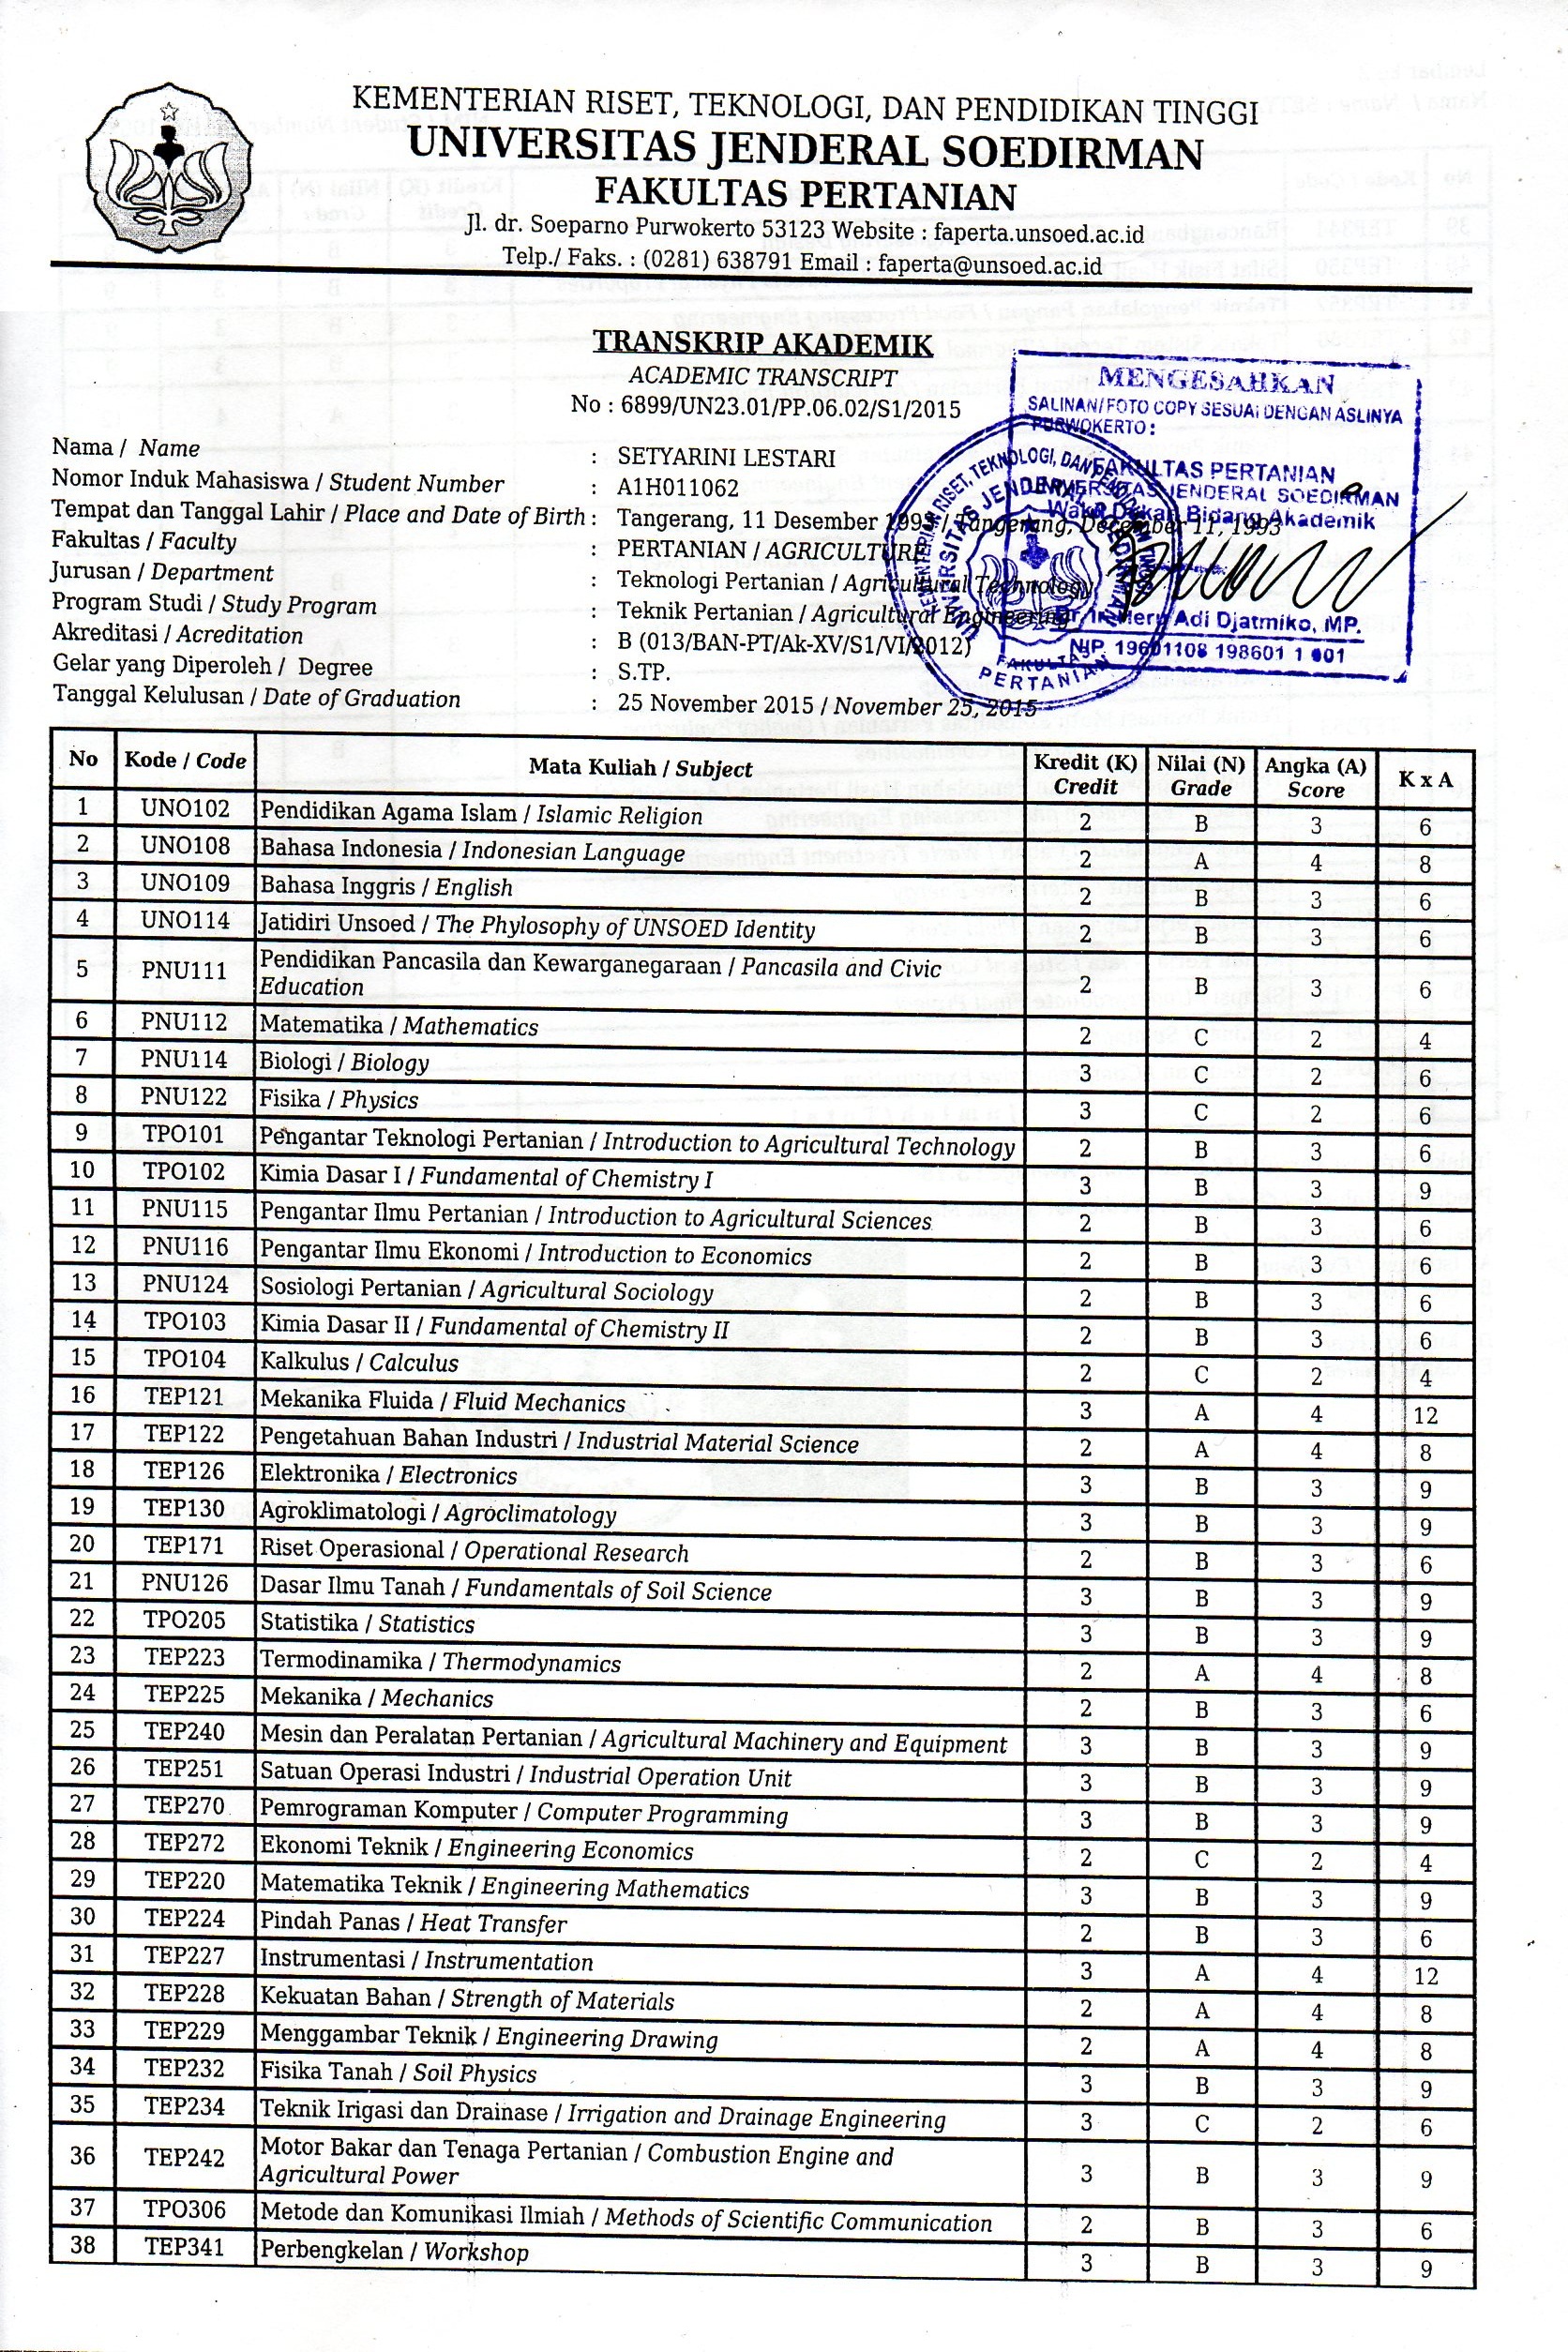 KEMENTERIAN RISET, TEKNOLOGI, DAN PENDIDIKAN TINGGI
UNIVERSITAS JENDERAL SOEDIRMAN
FAKULTAS PERTANIAN
Jl. dr. Soeparno Purwokerto 53123 Website : faperta.unsoed.ac.id
Telp./ Faks. : (0281) 638791 Email : faperta@unsoed.ac.id
TRANSKRIP AKADEMIK
ACADEMIC TRANSCRIPT
No : 6899/UN23.01/PP.06.02/S1/2015
MENGESAHKAN
SALINAN/FOTO COPY SESUAI DENGAN ASLINYA
PURWOKERTO :
FAKULTAS PERTANIAN
UNIVERSITAS JENDERAL SOEDIRMAN
Wakil Dekan Bidang Akademik
Dr. Ir. Heru Adi Djatmiko, MP.
NIP. 19601108 198601 1 001
KEMENTERIAN RISET, TEKNOLOGI, DAN PENDIDIKAN TINGGI
UNIVERSITAS JENDERAL SOEDIRMAN
FAKULTAS
PERTANIAN
Nama / Name : SETYARINI LESTARI
Nomor Induk Mahasiswa / Student Number : A1H011062
Tempat dan Tanggal Lahir / Place and Date of Birth : Tangerang, 11 Desember 1993 / Tangerang, December 11, 1993
Fakultas / Faculty : PERTANIAN / AGRICULTURE
Jurusan / Department : Teknologi Pertanian / Agricultural Technology
Program Studi / Study Program : Teknik Pertanian / Agricultural Engineering
Akreditasi / Acreditation : B (013/BAN-PT/Ak-XV/S1/VI/2012)
Gelar yang Diperoleh / Degree : S.TP.
Tanggal Kelulusan / Date of Graduation : 25 November 2015 / November 25, 2015
No Kode / Code Mata Kuliah / Subject Kredit (K) Credit Nilai (N) Grade Angka (A) Score K x A
1 UNO102 Pendidikan Agama Islam / Islamic Religion 2 B 3 6
2 UNO108 Bahasa Indonesia / Indonesian Language 2 A 4 8
3 UNO109 Bahasa Inggris / English 2 B 3 6
4 UNO114 Jatidiri Unsoed / The Phylosophy of UNSOED Identity 2 B 3 6
5 PNU111 Pendidikan Pancasila dan Kewarganegaraan / Pancasila and Civic Education 2 B 3 6
6 PNU112 Matematika / Mathematics 2 C 2 4
7 PNU114 Biologi / Biology 3 C 2 6
8 PNU122 Fisika / Physics 3 C 2 6
9 TPO101 Pengantar Teknologi Pertanian / Introduction to Agricultural Technology 2 B 3 6
10 TPO102 Kimia Dasar I / Fundamental of Chemistry I 3 B 3 9
11 PNU115 Pengantar Ilmu Pertanian / Introduction to Agricultural Sciences 2 B 3 6
12 PNU116 Pengantar Ilmu Ekonomi / Introduction to Economics 2 B 3 6
13 PNU124 Sosiologi Pertanian / Agricultural Sociology 2 B 3 6
14 TPO103 Kimia Dasar II / Fundamental of Chemistry II 2 B 3 6
15 TPO104 Kalkulus / Calculus 2 C 2 4
16 TEP121 Mekanika Fluida / Fluid Mechanics 3 A 4 12
17 TEP122 Pengetahuan Bahan Industri / Industrial Material Science 2 A 4 8
18 TEP126 Elektronika / Electronics 3 B 3 9
19 TEP130 Agroklimatologi / Agroclimatology 3 B 3 9
20 TEP171 Riset Operasional / Operational Research 2 B 3 6
21 PNU126 Dasar Ilmu Tanah / Fundamentals of Soil Science 3 B 3 9
22 TPO205 Statistika / Statistics 3 B 3 9
23 TEP223 Termodinamika / Thermodynamics 2 A 4 8
24 TEP225 Mekanika / Mechanics 2 B 3 6
25 TEP240 Mesin dan Peralatan Pertanian / Agricultural Machinery and Equipment 3 B 3 9
26 TEP251 Satuan Operasi Industri / Industrial Operation Unit 3 B 3 9
27 TEP270 Pemrograman Komputer / Computer Programming 3 B 3 9
28 TEP272 Ekonomi Teknik / Engineering Economics 2 C 2 4
29 TEP220 Matematika Teknik / Engineering Mathematics 3 B 3 9
30 TEP224 Pindah Panas / Heat Transfer 2 B 3 6
31 TEP227 Instrumentasi / Instrumentation 3 A 4 12
32 TEP228 Kekuatan Bahan / Strength of Materials 2 A 4 8
33 TEP229 Menggambar Teknik / Engineering Drawing 2 A 4 8
34 TEP232 Fisika Tanah / Soil Physics 3 B 3 9
35 TEP234 Teknik Irigasi dan Drainase / Irrigation and Drainage Engineering 3 C 2 6
36 TEP242 Motor Bakar dan Tenaga Pertanian / Combustion Engine and Agricultural Power 3 B 3 9
37 TPO306 Metode dan Komunikasi Ilmiah / Methods of Scientific Communication 2 B 3 6
38 TEP341 Perbengkelan / Workshop 3 B 3 9